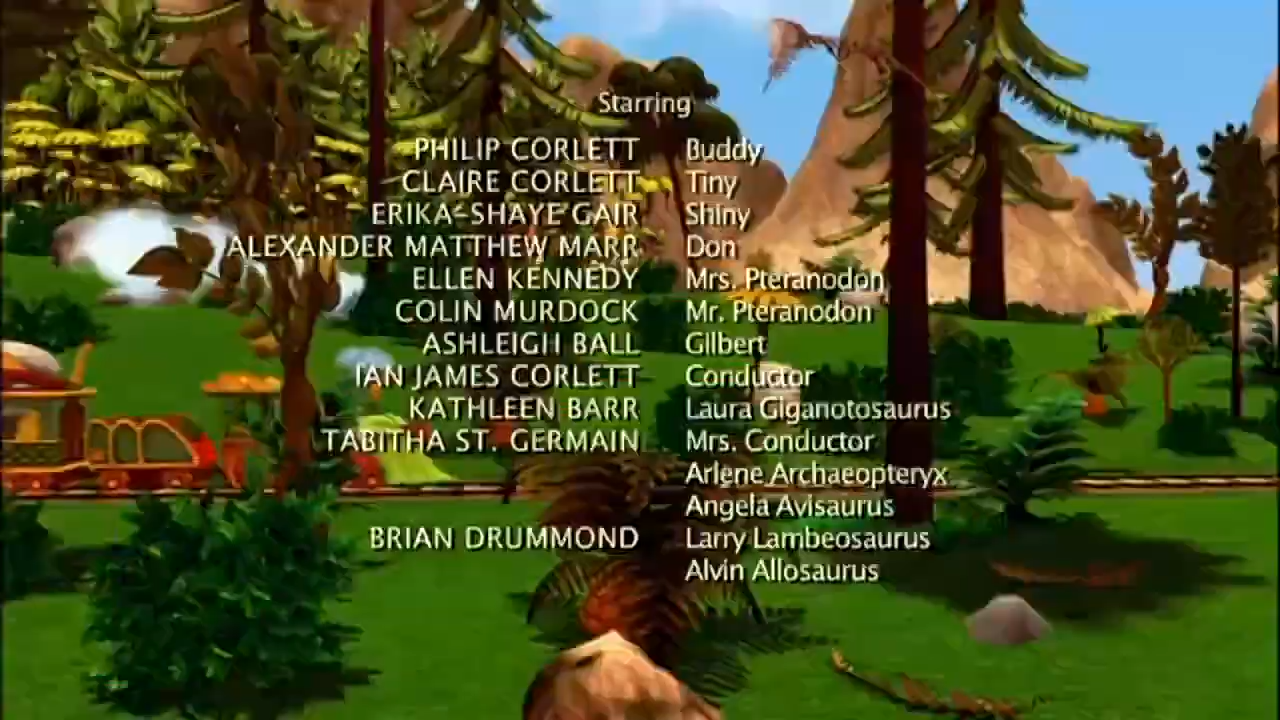 Starring
PHILIP CORLETT Buddy
CLAIRE CORLETT Tiny
ERIKA-SHAYE GAIR Shiny
ALEXANDER MATTHEW MARR Don
ELLEN KENNEDY Mrs. Pteranodon
COLIN MURDOCK Mr. Pteranodon
ASHLEIGH BALL Gilbert
IAN JAMES CORLETT Conductor
KATHLEEN BARR Laura Giganotosaurus
TABITHA ST. GERMAIN Mrs. Conductor
Arlene Archaeopteryx
Angela Avisaurus
BRIAN DRUMMOND Larry Lambeosaurus
Alvin Allosaurus